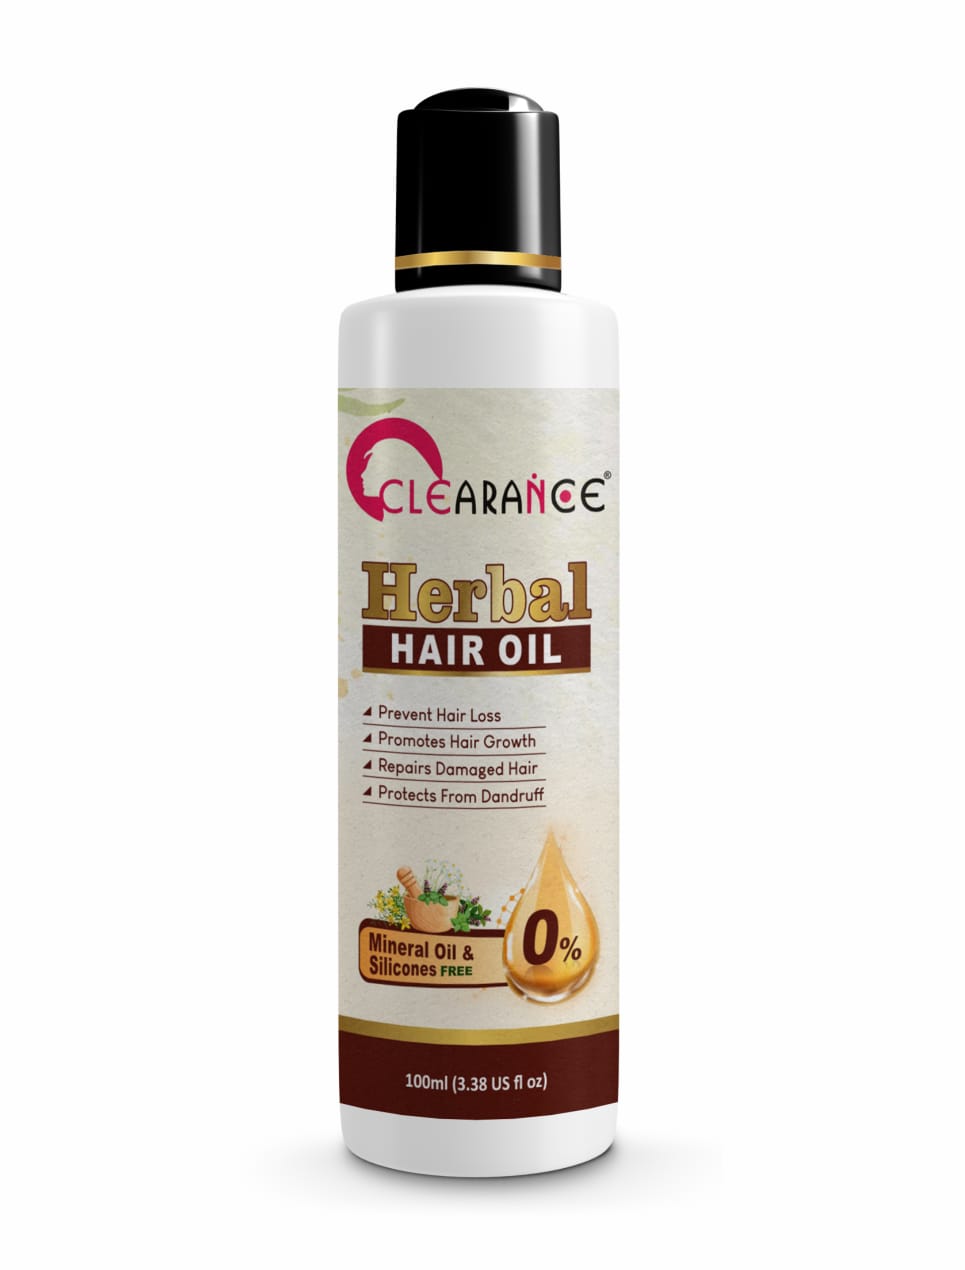 CLEARANCE®
Herbal
HAIR OIL
Prevent Hair Loss
Promotes Hair Growth
Repairs Damaged Hair
Protects From Dandruff
Mineral Oil &
Silicones FREE
0%
100ml (3.38 US fl oz)